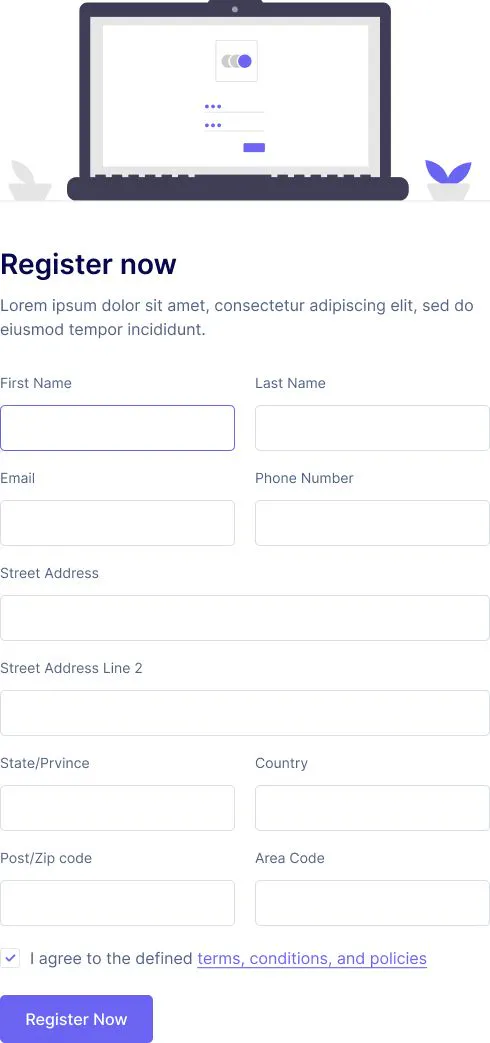 Register now
Lorem ipsum dolor sit amet, consectetur adipiscing elit, sed do
eiusmod tempor incididunt.
First Name
Last Name
Email
Phone Number
Street Address
Street Address Line 2
State/Prvince
Country
Post/Zip code
Area Code
I agree to the defined terms, conditions, and policies
Register Now